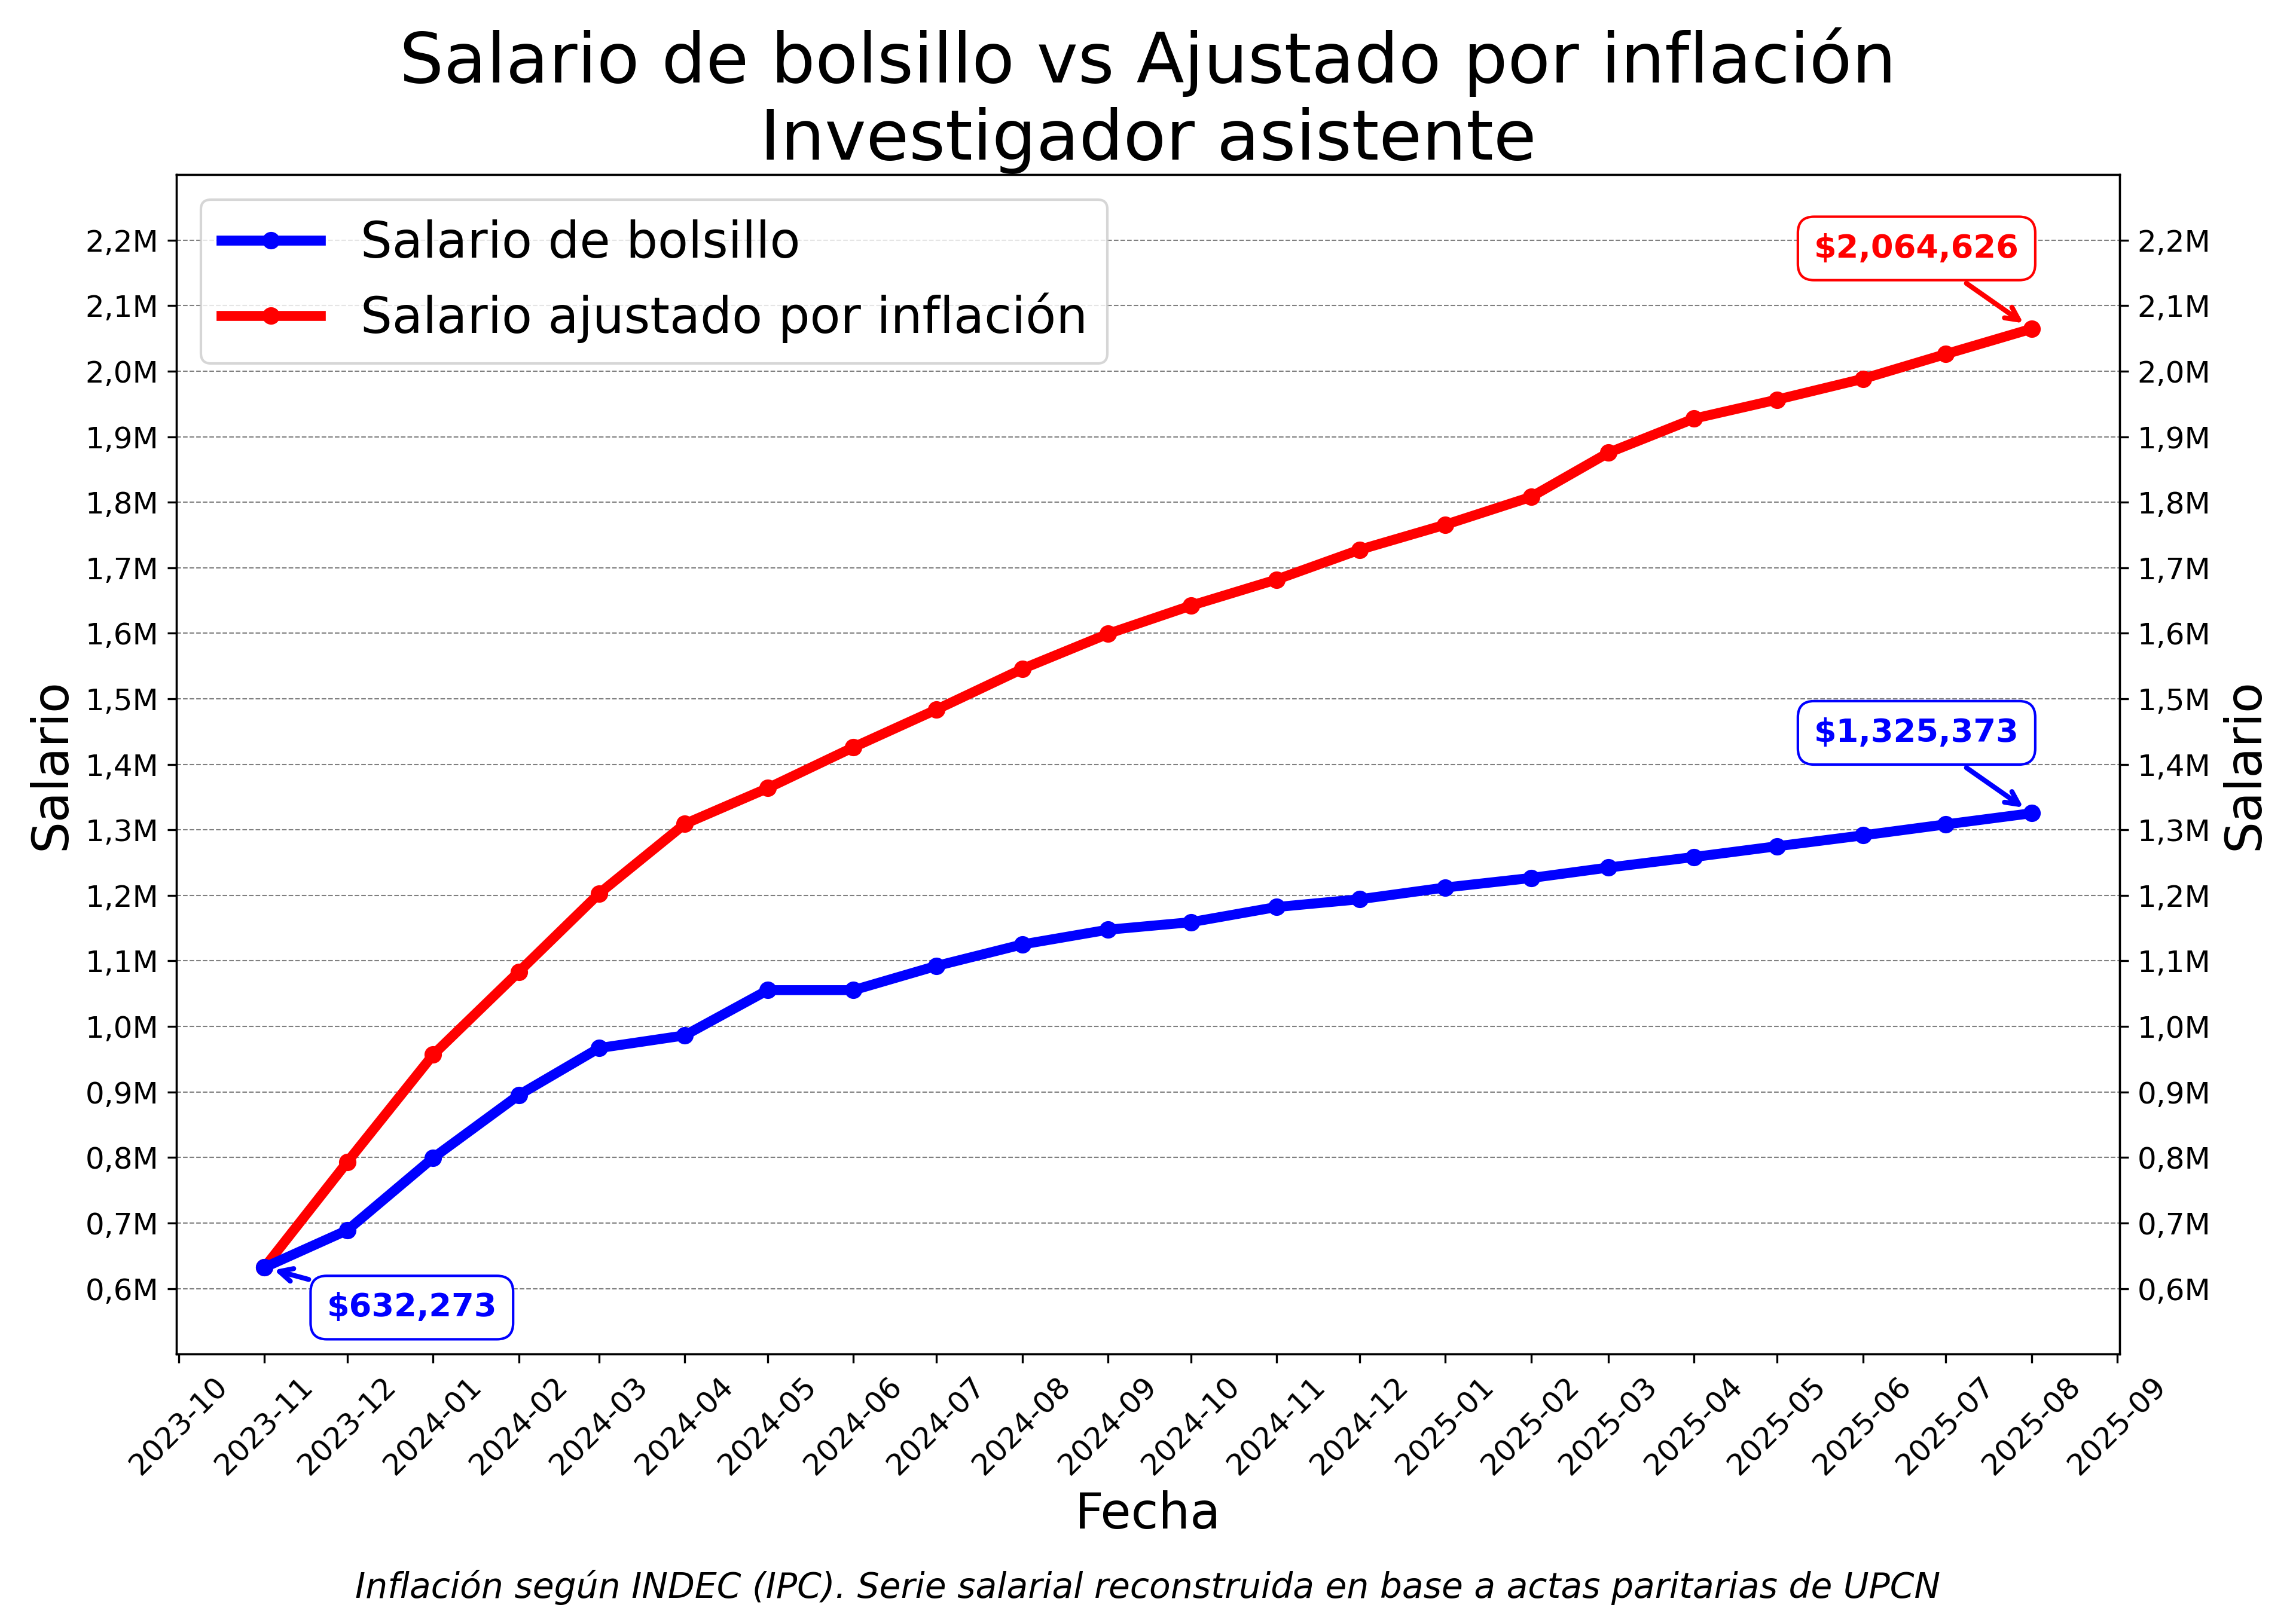 Salario de bolsillo vs Ajustado por inflación
Investigador asistente
Salario de bolsillo
Salario ajustado por inflación
$2,064,626
$1,325,373
$632,273
Salario
2,2M
2,1M
2,0M
1,9M
1,8M
1,7M
1,6M
1,5M
1,4M
1,3M
1,2M
1,1M
1,0M
0,9M
0,8M
0,7M
0,6M
2,2M
2,1M
2,0M
1,9M
1,8M
1,7M
1,6M
1,5M
1,4M
1,3M
1,2M
1,1M
1,0M
0,9M
0,8M
0,7M
0,6M
Salario
2023-10
2023-11
2023-12
2024-01
2024-02
2024-03
2024-04
2024-05
2024-06
2024-07
2024-08
2024-09
2024-10
2024-11
2024-12
2025-01
2025-02
2025-03
2025-04
2025-05
2025-06
2025-07
2025-08
2025-09
Fecha
Inflación según INDEC (IPC). Serie salarial reconstruida en base a actas paritarias de UPCN